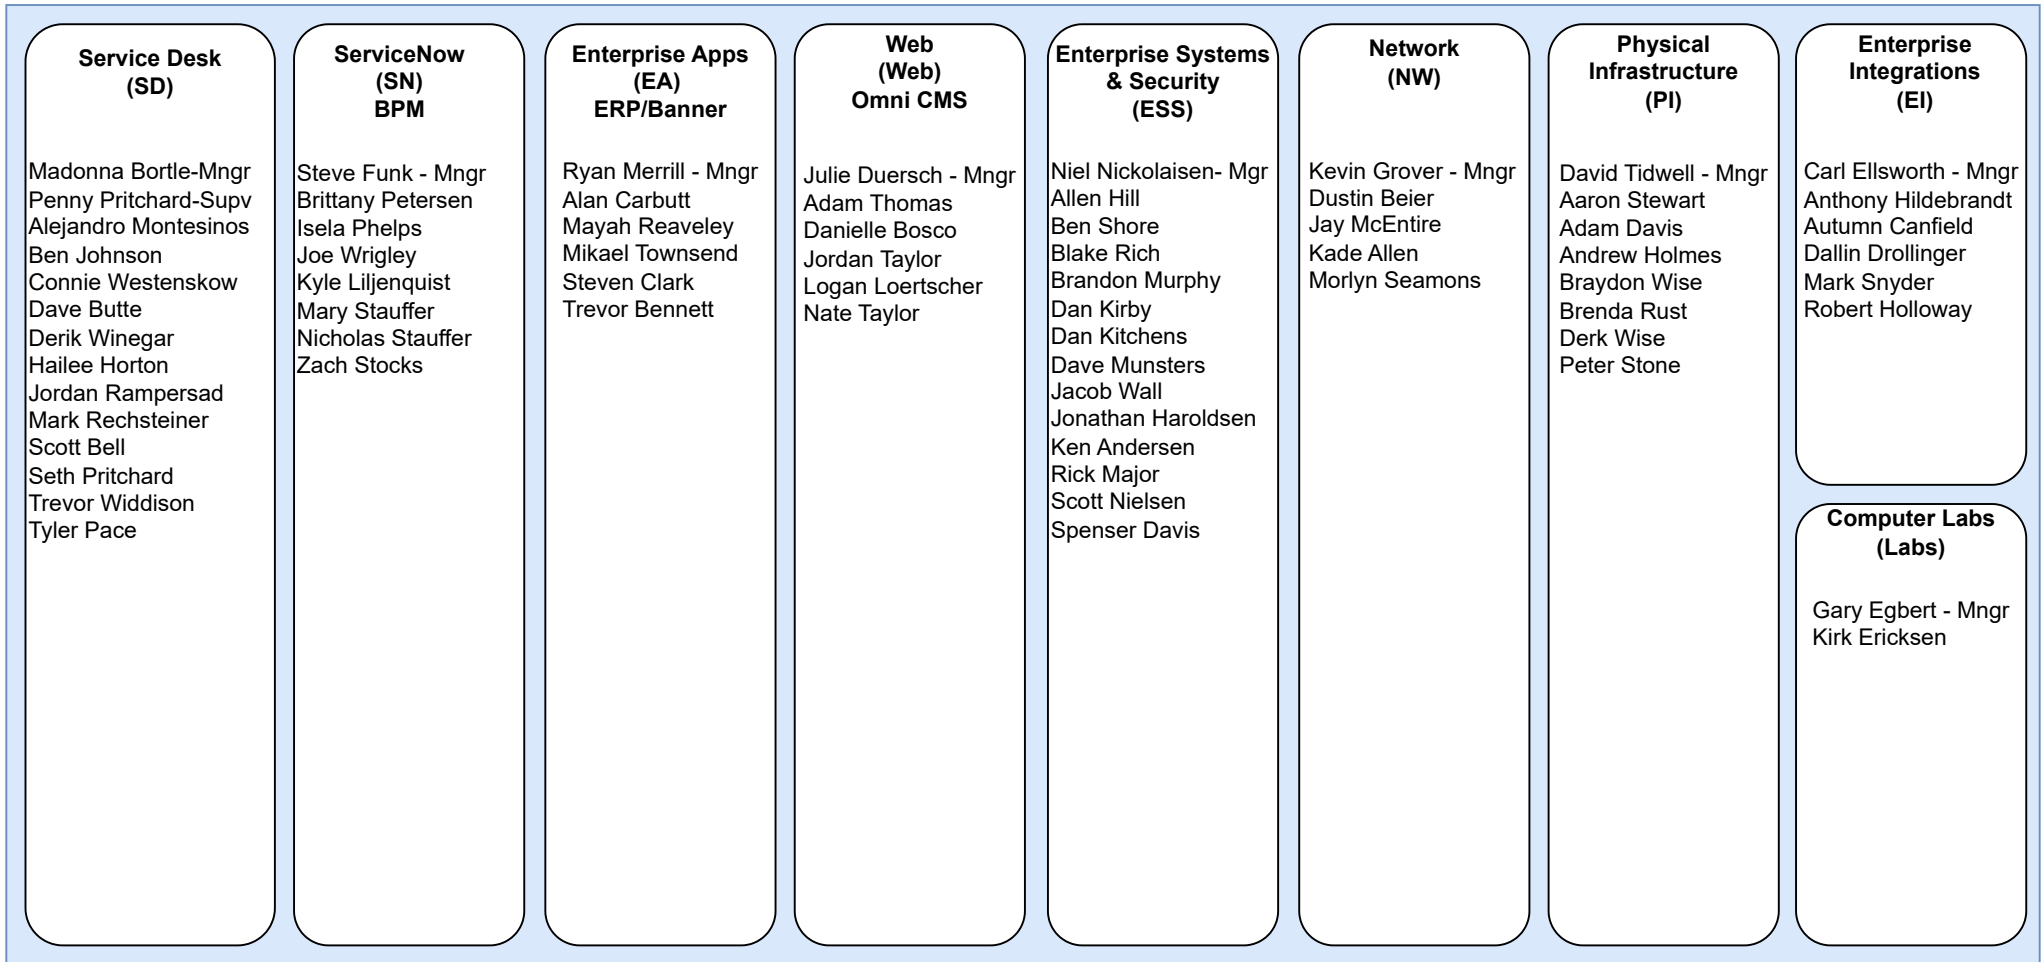 Service Desk
(SD)
Madonna Bortle-Mngr
Penny Pritchard-Supv
Alejandro Montesinos
Ben Johnson
Connie Westenskow
Dave Butte
Derik Winegar
Hailee Horton
Jordan Rampersad
Mark Rechsteiner
Scott Bell
Seth Pritchard
Trevor Widdison
Tyler Pace
ServiceNow
(SN)
BPM
Steve Funk - Mngr
Brittany Petersen
Isela Phelps
Joe Wrigley
Kyle Liljenquist
Mary Stauffer
Nicholas Stauffer
Zach Stocks
Enterprise Apps
(EA)
ERP/Banner
Ryan Merrill - Mngr
Alan Carbutt
Mayah Reaveley
Mikael Townsend
Steven Clark
Trevor Bennett
Web
(Web)
Omni CMS
Julie Duersch - Mngr
Adam Thomas
Danielle Bosco
Jordan Taylor
Logan Loertscher
Nate Taylor
Enterprise Systems
& Security
(ESS)
Niel Nickolaisen- Mgr
Allen Hill
Ben Shore
Blake Rich
Brandon Murphy
Dan Kirby
Dan Kitchens
Dave Munsters
Jacob Wall
Jonathan Haroldsen
Ken Andersen
Rick Major
Scott Nielsen
Spenser Davis
Network
(NW)
Kevin Grover - Mngr
Dustin Beier
Jay McEntire
Kade Allen
Morlyn Seamons
Physical
Infrastructure
(PI)
David Tidwell - Mngr
Aaron Stewart
Adam Davis
Andrew Holmes
Braydon Wise
Brenda Rust
Derk Wise
Peter Stone
Enterprise
Integrations
(EI)
Carl Ellsworth - Mngr
Anthony Hildebrandt
Autumn Canfield
Dallin Drollinger
Mark Snyder
Robert Holloway
Computer Labs
(Labs)
Gary Egbert - Mngr
Kirk Ericksen